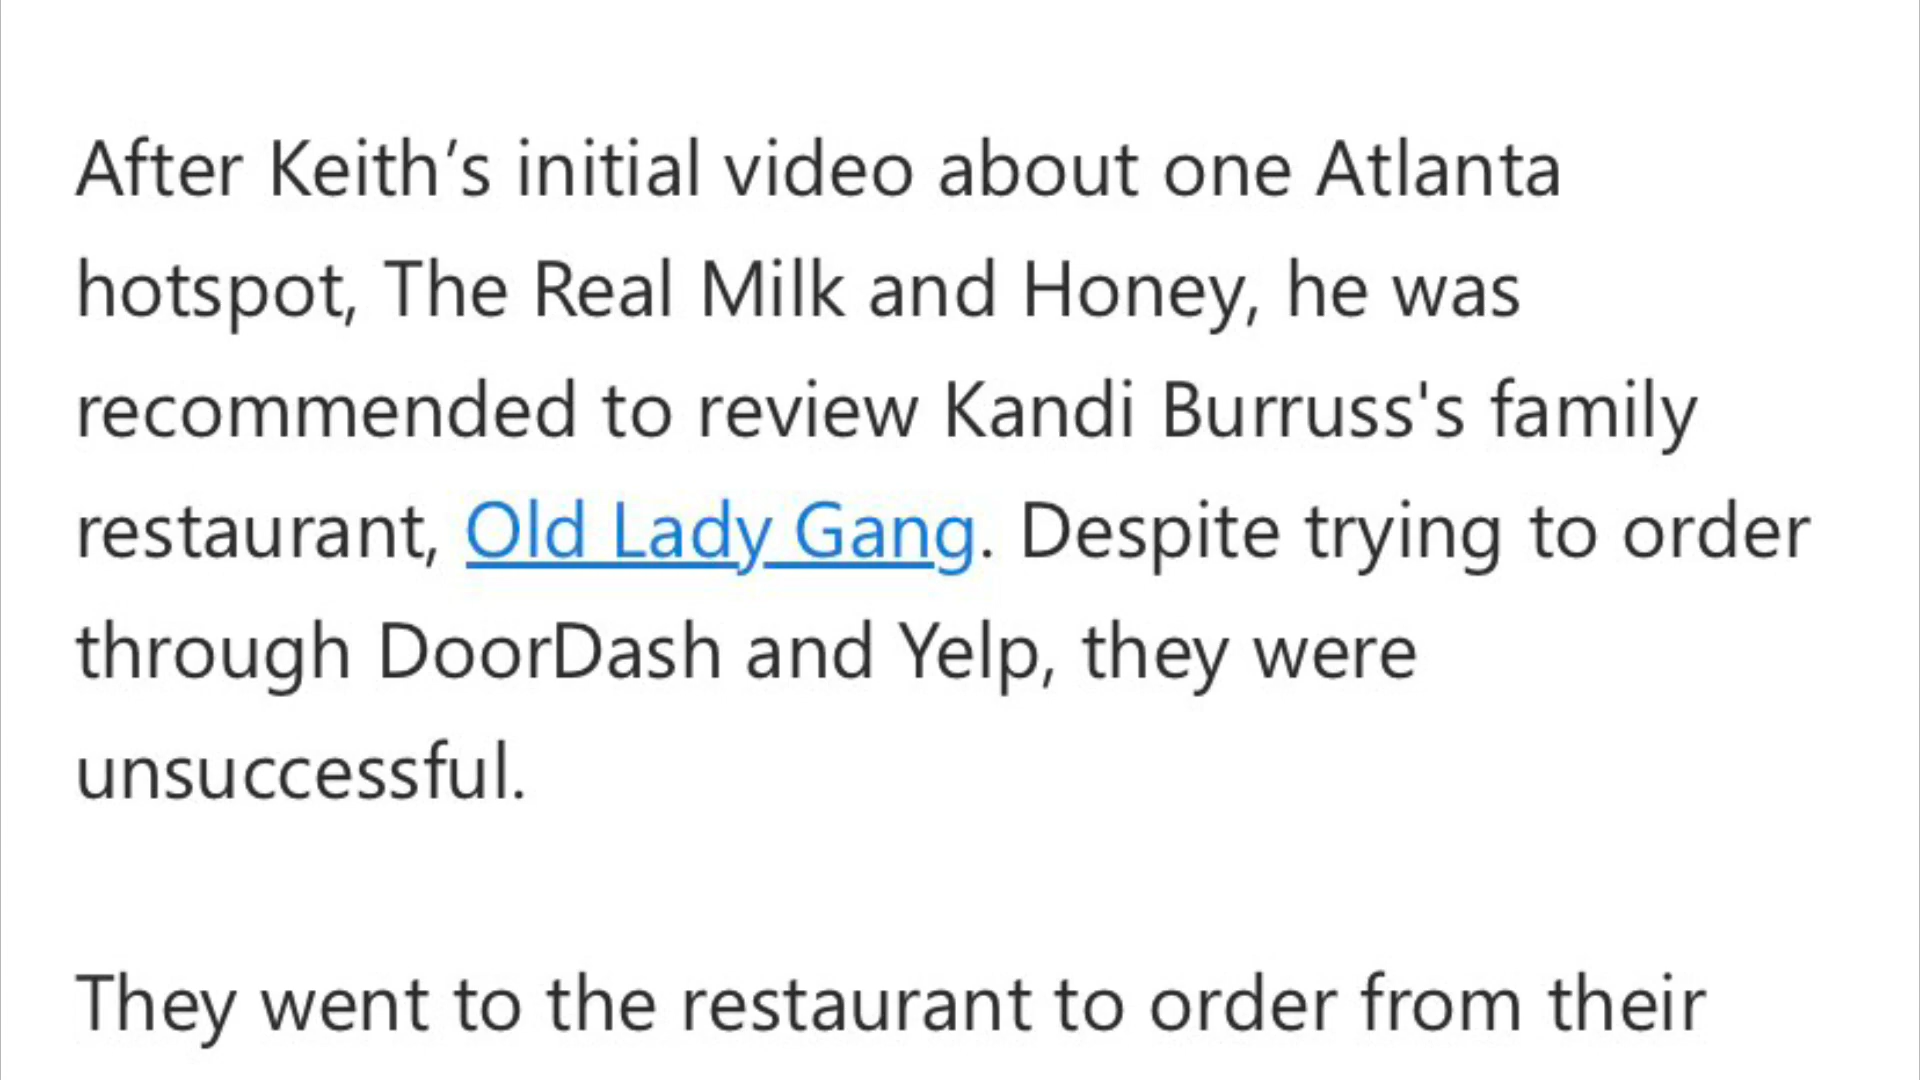 After Keith’s initial video about one Atlanta
hotspot, The Real Milk and Honey, he was
recommended to review Kandi Burruss's family
restaurant, Old Lady Gang. Despite trying to order
through DoorDash and Yelp, they were
unsuccessful.
They went to the restaurant to order from their